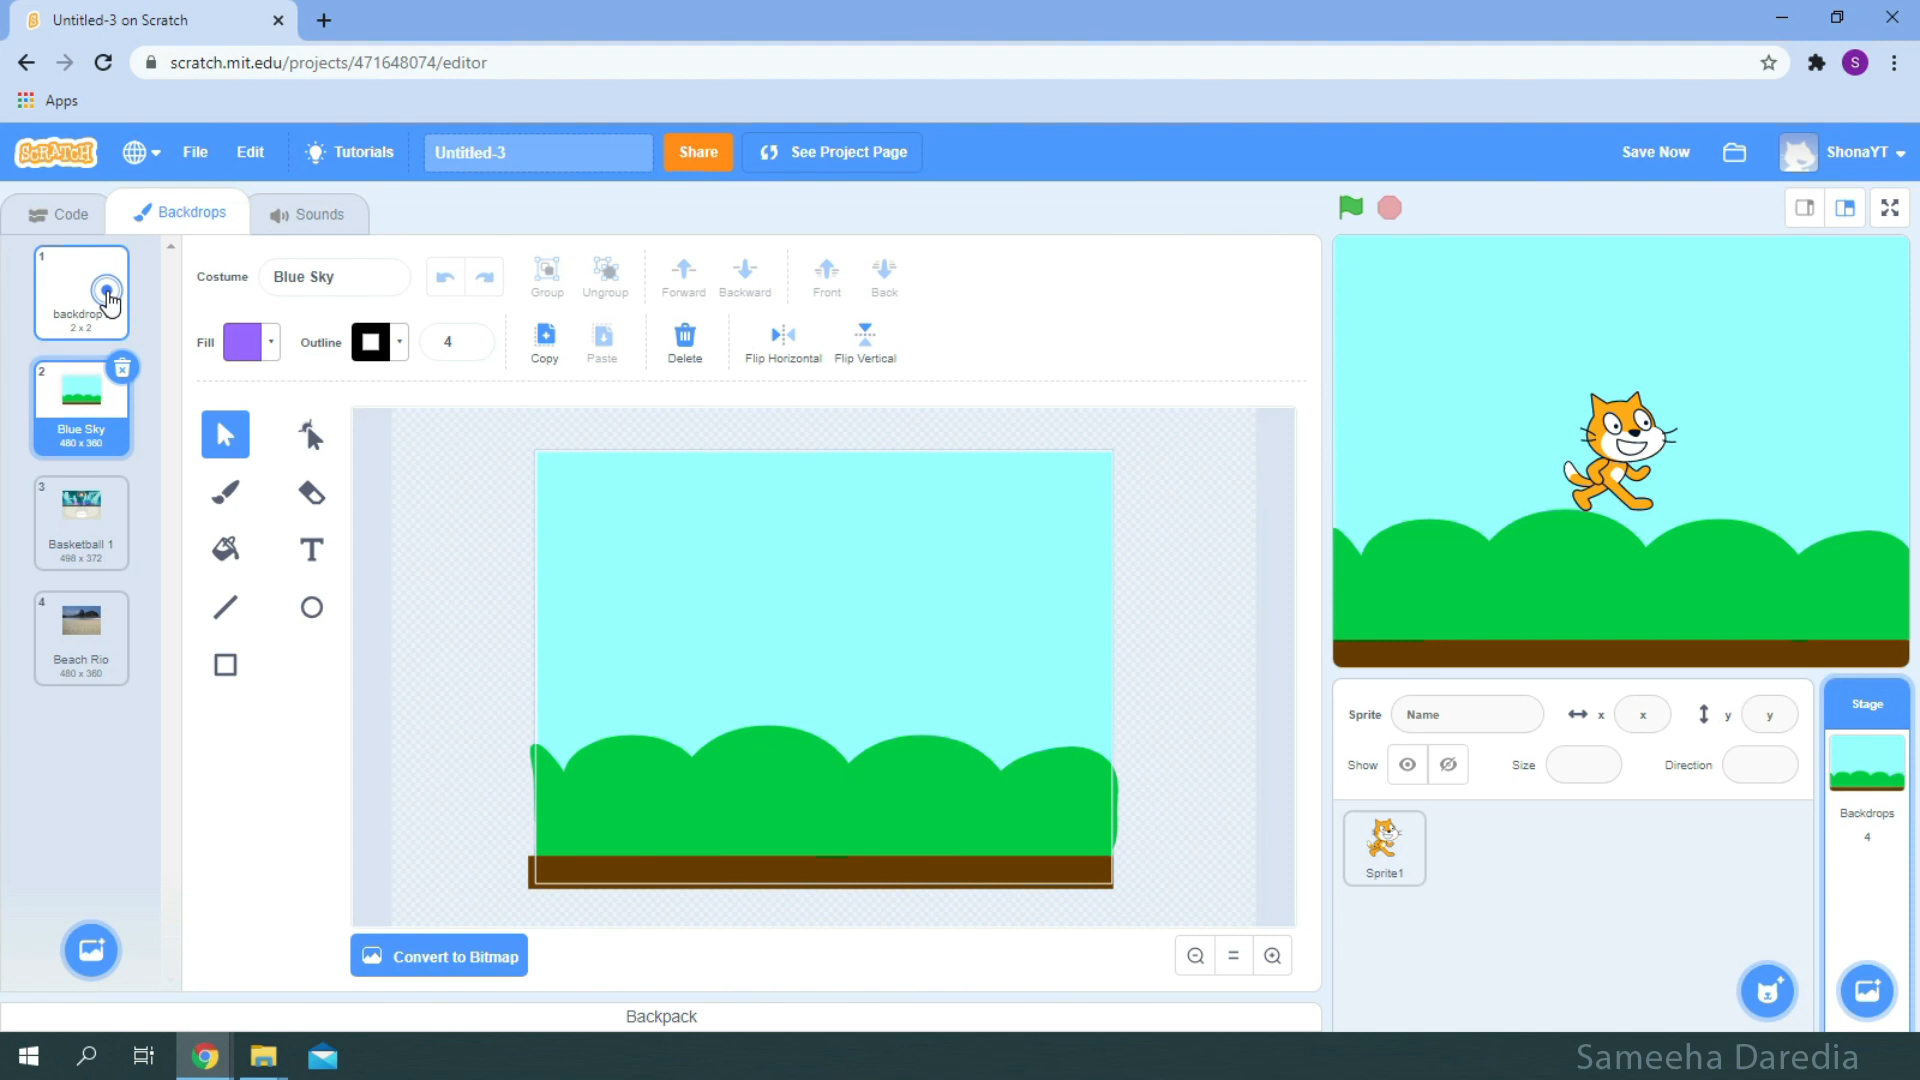 Untitled-3 on Scratch
scratch.mit.edu/projects/471648074/editor
S
Apps
SCRATCH
File
Edit
Tutorials
Untitled-3
Share
See Project Page
Save Now
ShonaYT
Code
Backdrops
Sounds
1
backdrop
2 x 2
2
Blue Sky
480 x 360
3
Basketball 1
498 x 372
4
Beach Rio
480 x 360
Costume
Blue Sky
Group
Ungroup
Forward
Backward
Front
Back
Fill
Outline
4
Copy
Paste
Delete
Flip Horizontal
Flip Vertical
T
Convert to Bitmap
Backpack
Sprite
Name
x
x
y
y
Show
Size
Direction
Sprite1
Stage
Backdrops
4
Sameeha Daredia